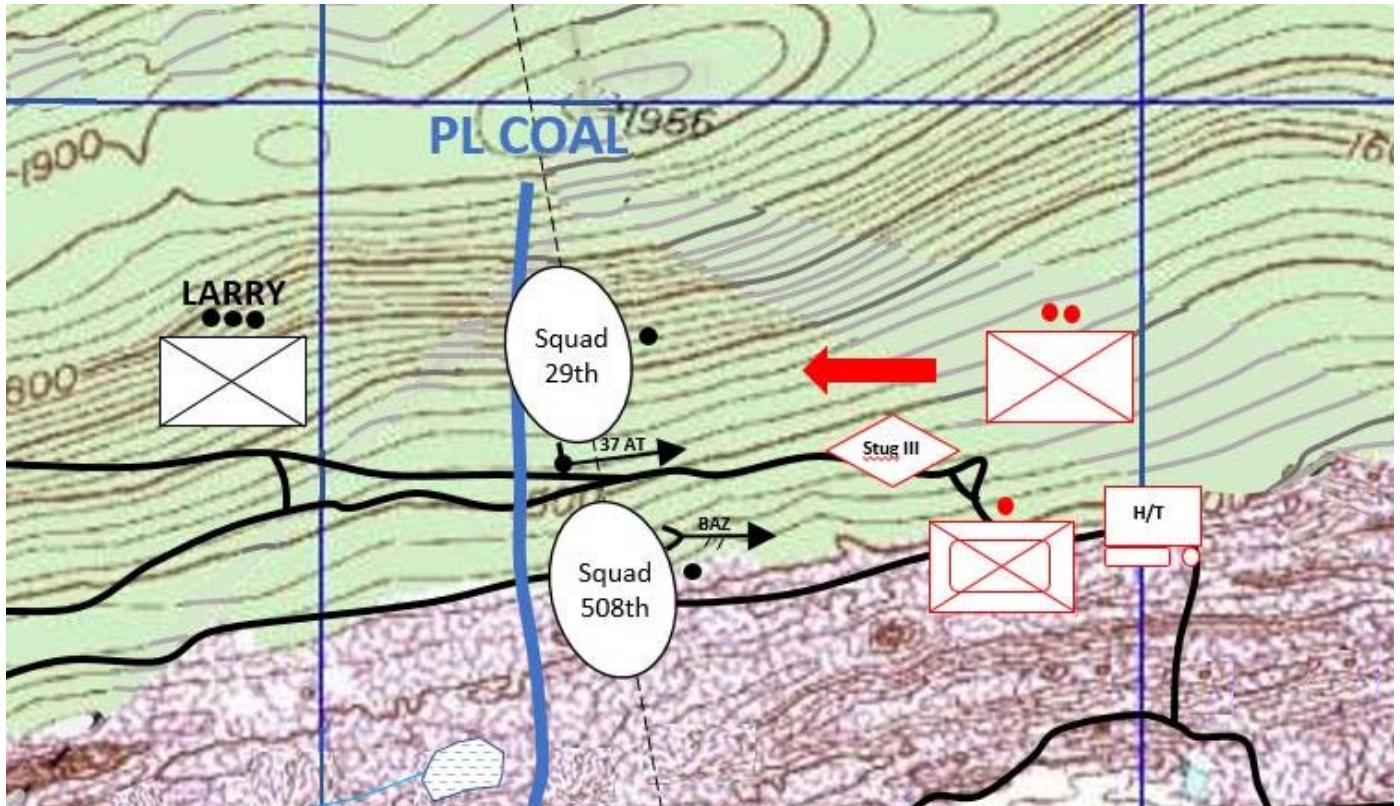 1956
PL COAL
1900
LARRY
Squad
29th
800
37 AT
Stug III
H/T
BAZ
Squad
508th